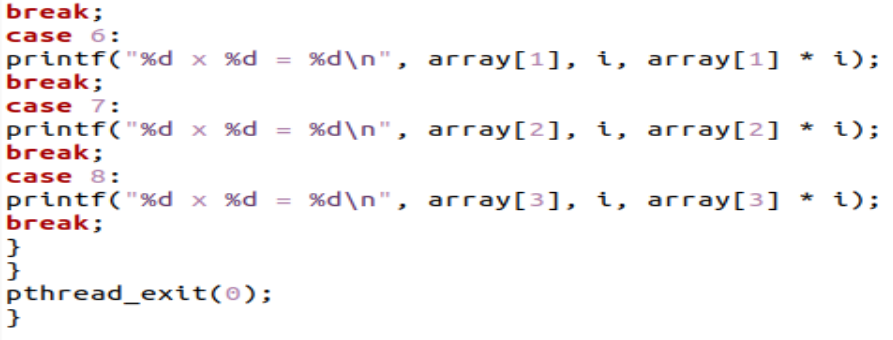 break;
case 6:
printf("%d x %d = %d\n", array[1], i, array[1] * i);
break;
case 7:
printf("%d x %d = %d\n", array[2], i, array[2] * i);
break;
case 8:
printf("%d x %d = %d\n", array[3], i, array[3] * i);
break;
}
}
pthread_exit(0);
}